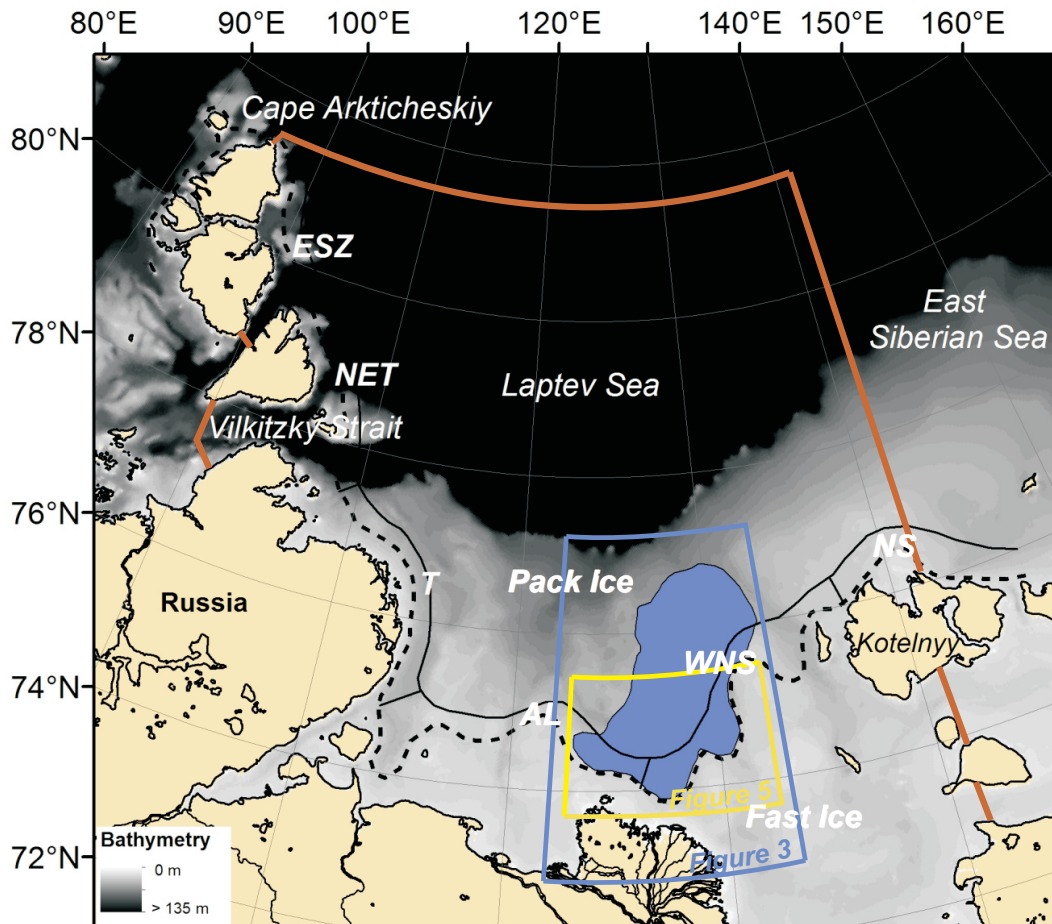 80°E 90°E 100°E 120°E 140°E 150°E 160°E
Cape Arkticheskiy
80°N
ESZ
East
Siberian Sea
78°N
NET
Laptev Sea
Vilkitzky Strait
76°N
NS
Pack Ice
T
Russia
Kotelnyy
WNS
74°N
AL
Figure 5
Fast Ice
Bathymetry
Figure 3
72°N
0 m
> 135 m